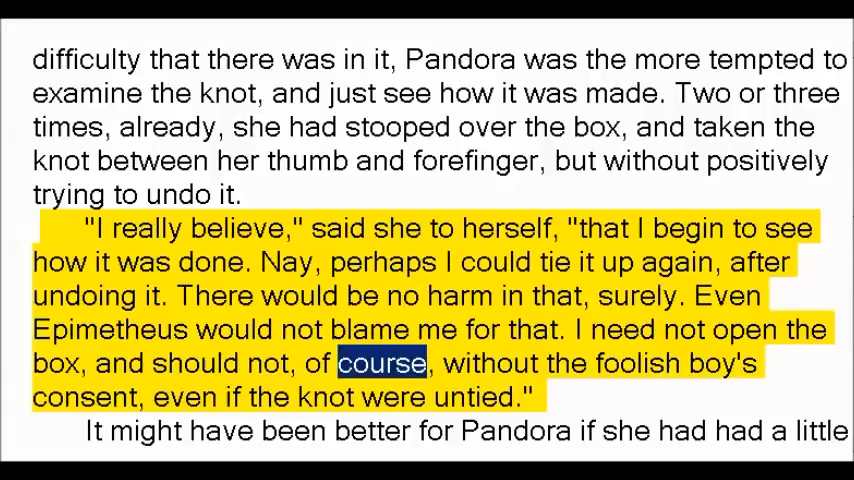 difficulty that there was in it, Pandora was the more tempted to
examine the knot, and just see how it was made. Two or three
times, already, she had stooped over the box, and taken the
knot between her thumb and forefinger, but without positively
trying to undo it.
"I really believe," said she to herself, "that I begin to see
how it was done. Nay, perhaps I could tie it up again, after
undoing it. There would be no harm in that, surely. Even
Epimetheus would not blame me for that. I need not open the
box, and should not, of course, without the foolish boy's
consent, even if the knot were untied."
It might have been better for Pandora if she had had a little